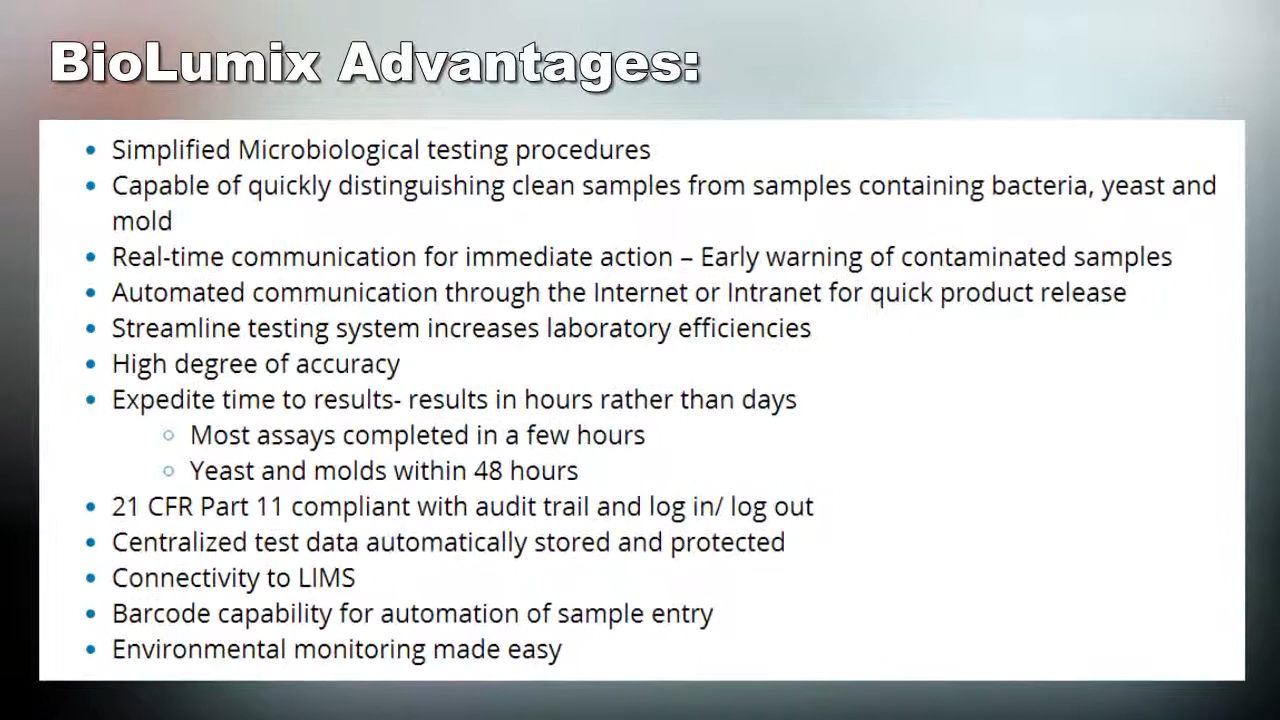 BioLumix Advantages:
• Simplified Microbiological testing procedures
• Capable of quickly distinguishing clean samples from samples containing bacteria, yeast and
mold
• Real-time communication for immediate action – Early warning of contaminated samples
• Automated communication through the Internet or Intranet for quick product release
• Streamline testing system increases laboratory efficiencies
• High degree of accuracy
• Expedite time to results- results in hours rather than days
○ Most assays completed in a few hours
○ Yeast and molds within 48 hours
• 21 CFR Part 11 compliant with audit trail and log in/ log out
• Centralized test data automatically stored and protected
• Connectivity to LIMS
• Barcode capability for automation of sample entry
• Environmental monitoring made easy